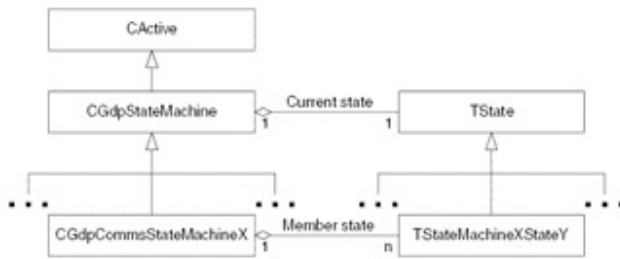 CActive
CGdpStateMachine
Current state
TState
1
1
CGdpCommsStateMachineX
Member state
TStateMachineXStateY
1
n